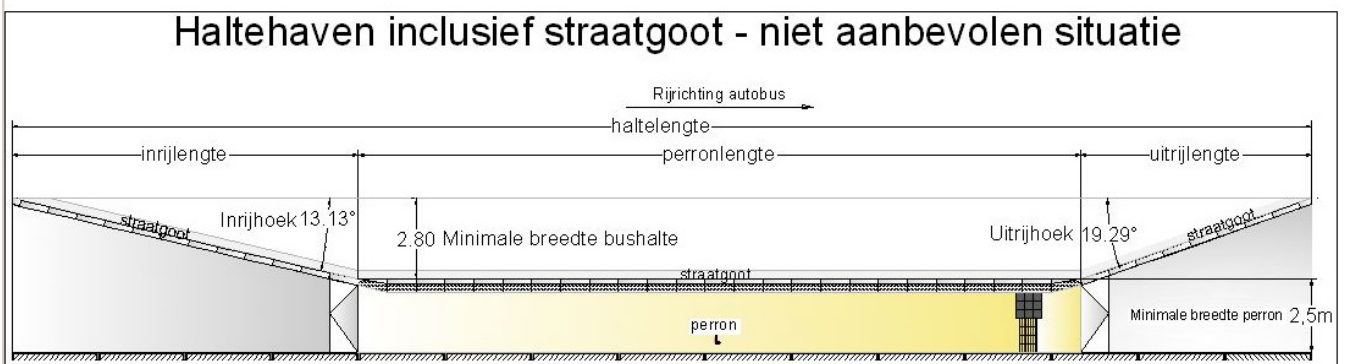 Haltehaven inclusief straatgoot - niet aanbevolen situatie
Rijrichting autobus
haltelengte
inrijlengte
perronlengte
uitrijlengte
straatgoot
Inrijhoek 13.13°
2.80 Minimale breedte bushalte
Uitrijhoek 19.29°
straatgoot
straatgoot
perron
Minimale breedte perron 2,5m